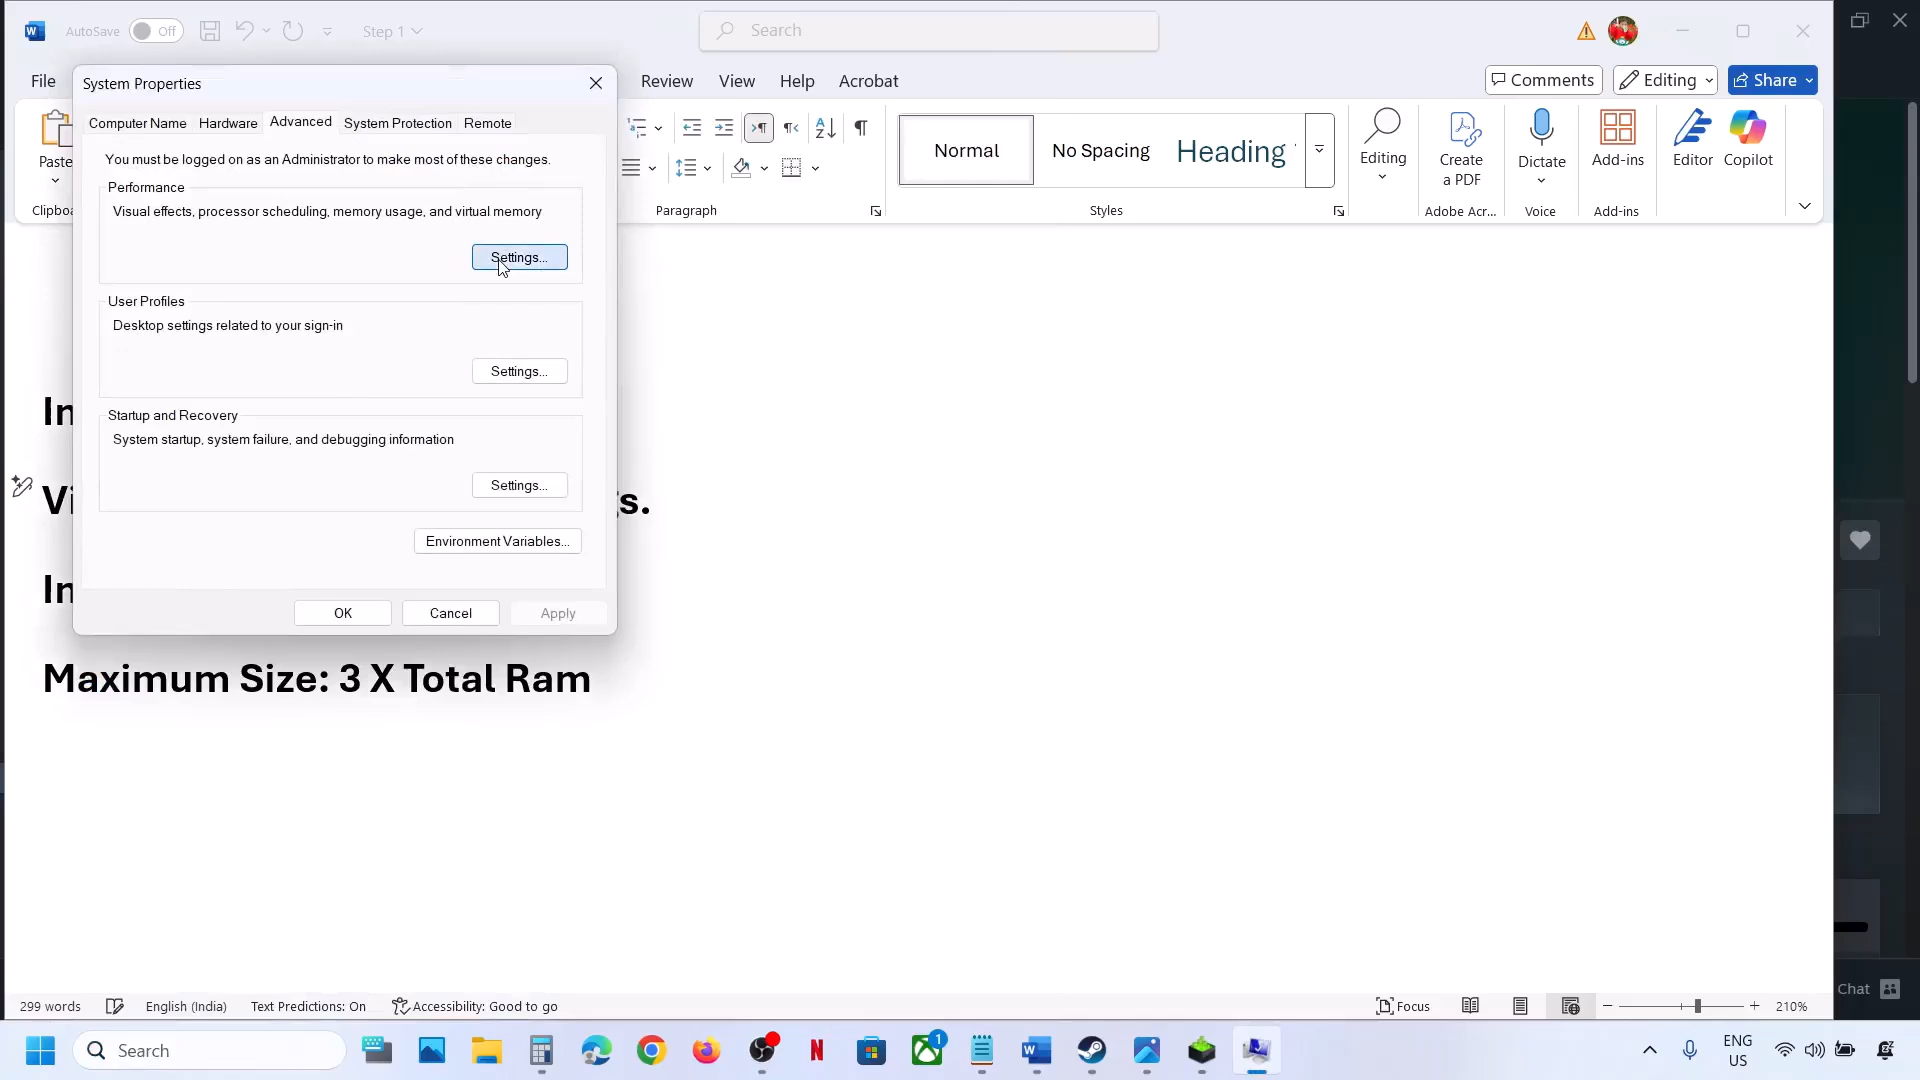 AutoSave
Off
Step 1
Search
File
Review
View
Help
Acrobat
Comments
Editing
Share
System Properties
Computer Name
Hardware
Advanced
System Protection
Remote
You must be logged on as an Administrator to make most of these changes.
Performance
Visual effects, processor scheduling, memory usage, and virtual memory
Settings...
User Profiles
Desktop settings related to your sign-in
Settings...
Startup and Recovery
System startup, system failure, and debugging information
Settings...
Environment Variables...
OK
Cancel
Apply
Paste
Paragraph
Normal
No Spacing
Heading
Styles
Editing
Create
a PDF
Adobe Acr...
Dictate
Voice
Add-ins
Add-ins
Editor
Copilot
Maximum Size: 3 X Total Ram
299 words
English (India)
Text Predictions: On
Accessibility: Good to go
Focus
210%
Chat
Search
1
ENG
US